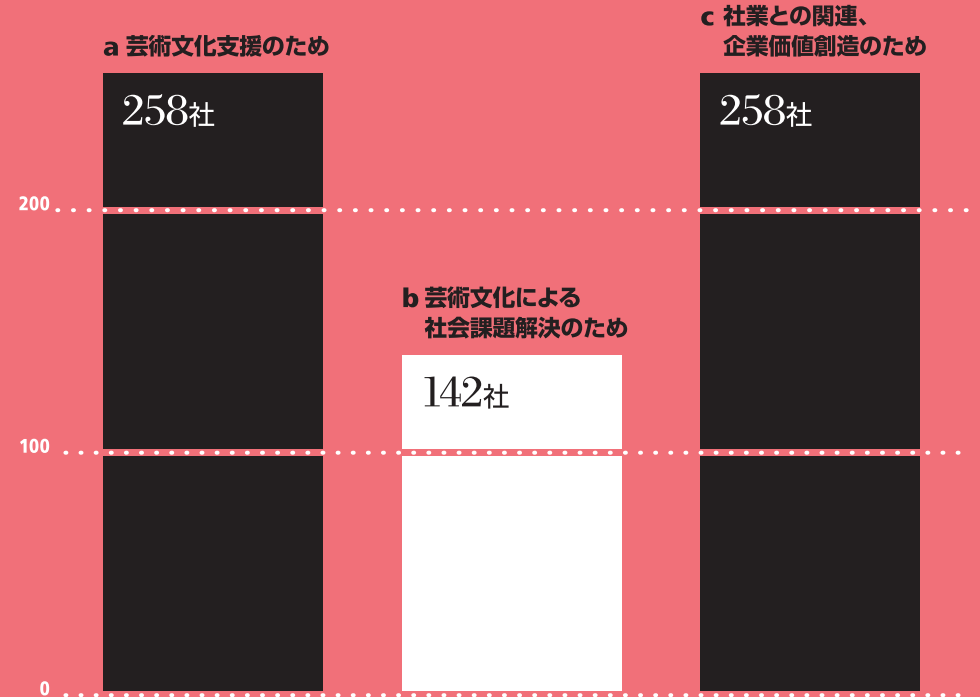 a 芸術文化支援のため
258社
c 社業との関連、
企業価値創造のため
258社
200
b 芸術文化による
社会課題解決のため
142社
100
0